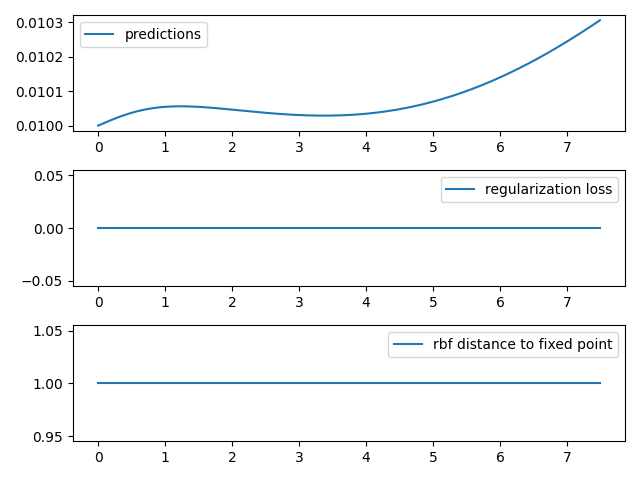 0.0103
0.0102
0.0101
0.0100
predictions
0 1 2 3 4 5 6 7
0.05
0.00
−0.05
regularization loss
0 1 2 3 4 5 6 7
1.05
1.00
0.95
rbf distance to fixed point
0 1 2 3 4 5 6 7